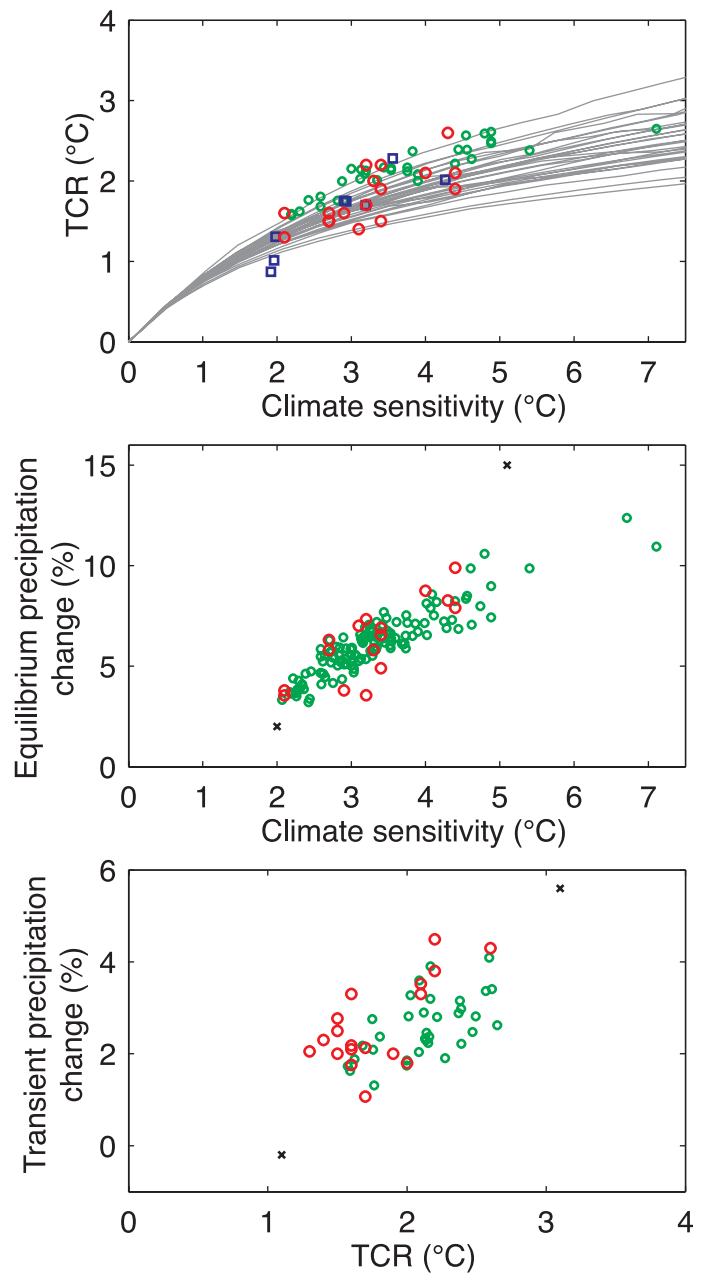 4
3
2
1
0
TCR (°C)
0 1 2 3 4 5 6 7
Climate sensitivity (°C)
15
10
5
0
Equilibrium precipitation
change (%)
0 1 2 3 4 5 6 7
Climate sensitivity (°C)
6
4
2
0
Transient precipitation
change (%)
0 1 2 3 4
TCR (°C)